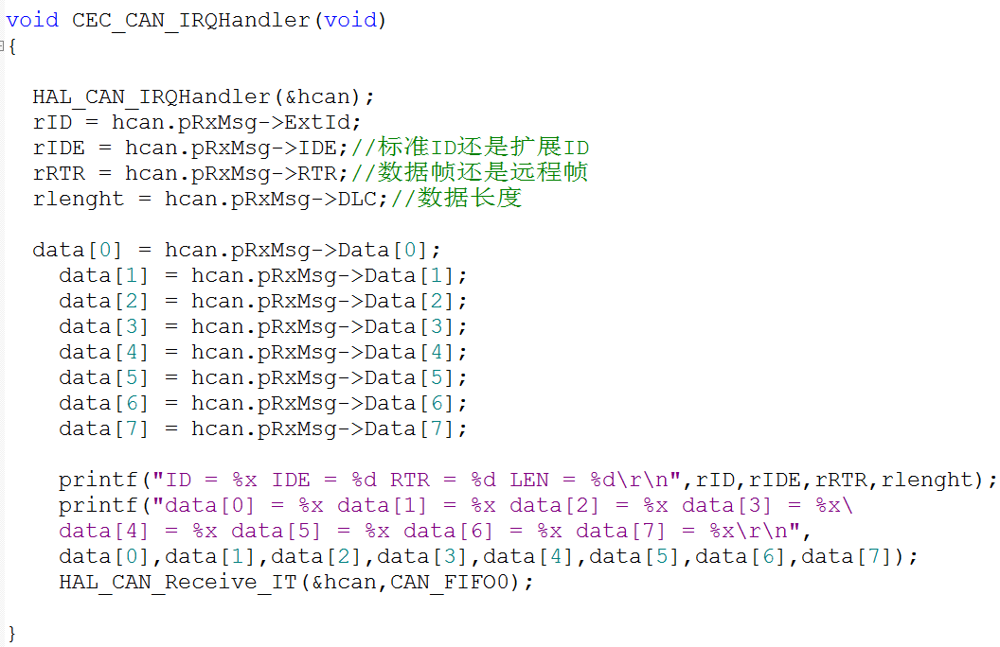 void CEC_CAN_IRQHandler(void)
{
HAL_CAN_IRQHandler(&hcan);
rID = hcan.pRxMsg->ExtId;
rIDE = hcan.pRxMsg->IDE;//标准ID还是扩展ID
rRTR = hcan.pRxMsg->RTR;//数据帧还是远程帧
rlenght = hcan.pRxMsg->DLC;//数据长度
data[0] = hcan.pRxMsg->Data[0];
data[1] = hcan.pRxMsg->Data[1];
data[2] = hcan.pRxMsg->Data[2];
data[3] = hcan.pRxMsg->Data[3];
data[4] = hcan.pRxMsg->Data[4];
data[5] = hcan.pRxMsg->Data[5];
data[6] = hcan.pRxMsg->Data[6];
data[7] = hcan.pRxMsg->Data[7];
printf("ID = %x IDE = %d RTR = %d LEN = %d\r\n",rID,rIDE,rRTR,rlenght);
printf("data[0] = %x data[1] = %x data[2] = %x data[3] = %x\
data[4] = %x data[5] = %x data[6] = %x data[7] = %x\r\n",
data[0],data[1],data[2],data[3],data[4],data[5],data[6],data[7]);
HAL_CAN_Receive_IT(&hcan,CAN_FIFO0);
}